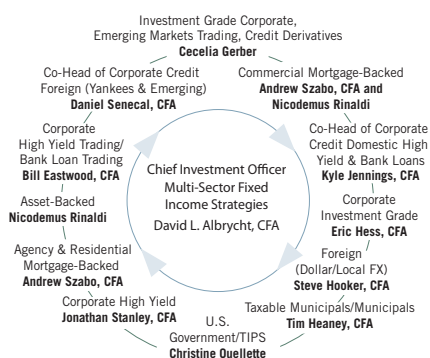 Investment Grade Corporate,
Emerging Markets Trading, Credit Derivatives
Cecelia Gerber
Commercial Mortgage-Backed
Andrew Szabo, CFA and
Nicodemus Rinaldi
Co-Head of Corporate
Credit Domestic High
Yield & Bank Loans
Kyle Jennings, CFA
Corporate
Investment Grade
Eric Hess, CFA
Foreign
(Dollar/Local FX)
Steve Hooker, CFA
Taxable Municipals/Municipals
Tim Heaney, CFA
U.S.
Government/TIPS
Christine Ouellette
Corporate High Yield
Jonathan Stanley, CFA
Agency & Residential
Mortgage-Backed
Andrew Szabo, CFA
Asset-Backed
Nicodemus Rinaldi
Corporate
High Yield Trading/
Bank Loan Trading
Bill Eastwood, CFA
Co-Head of Corporate Credit
Foreign (Yankees & Emerging)
Daniel Senecal, CFA
Chief Investment Officer
Multi-Sector Fixed
Income Strategies
David L. Albrycht, CFA